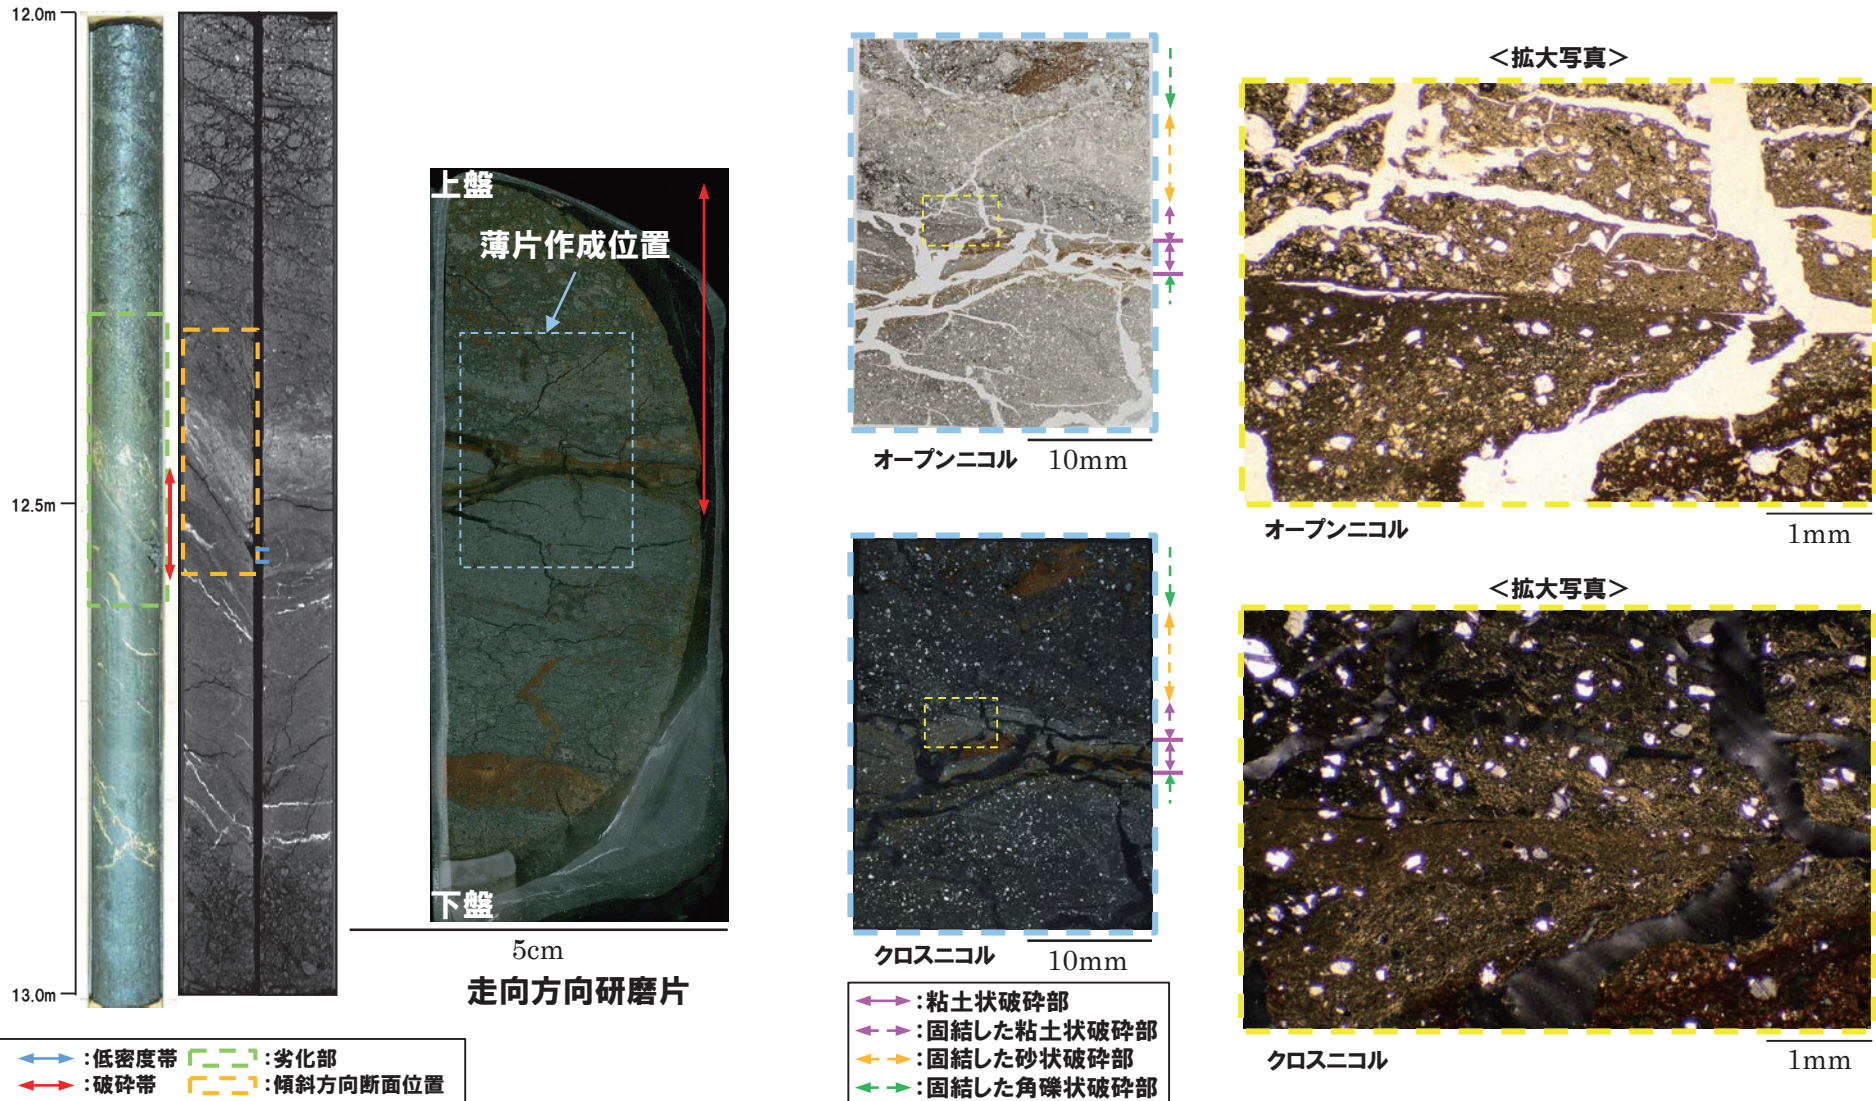 12.0m
12.5m
13.0m
:低密度帯
:劣化部
:破砕帯
:傾斜方向断面位置
上盤
薄片作成位置
下盤
5cm
走向方向研磨片
オープンニコル
10mm
クロスニコル
10mm
:粘土状破砕部
:固結した粘土状破砕部
:固結した砂状破砕部
:固結した角礫状破砕部
<拡大写真>
オープンニコル
1mm
<拡大写真>
クロスニコル
1mm